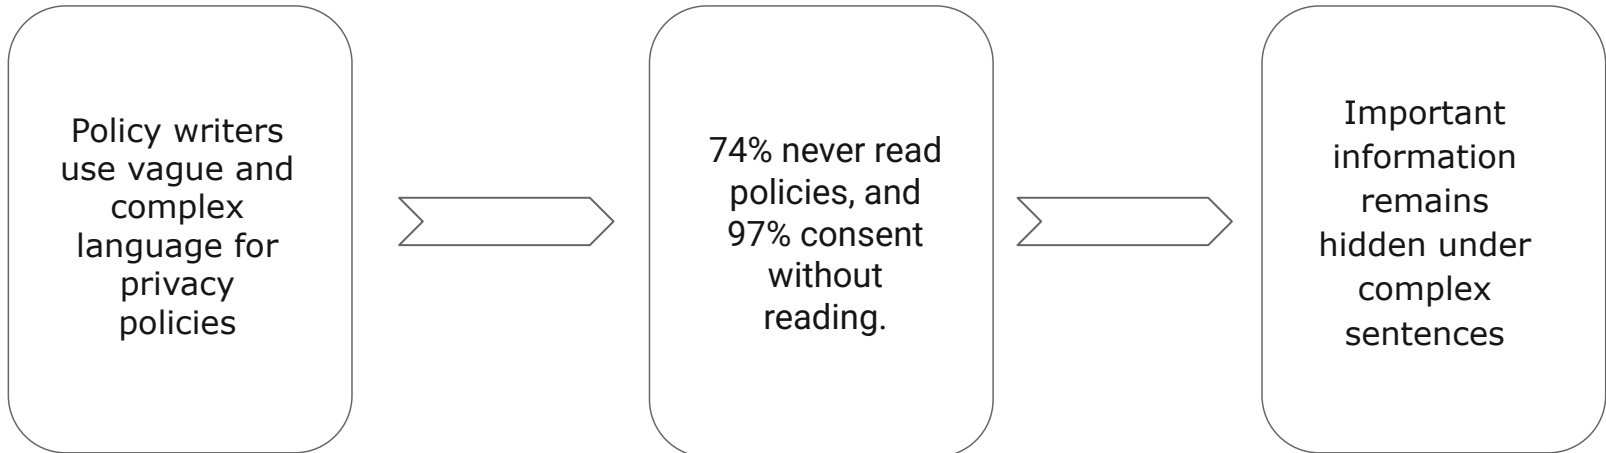 Policy writers
use vague and
complex
language for
privacy
policies
74% never read
policies, and
97% consent
without
reading.
Important
information
remains
hidden under
complex
sentences